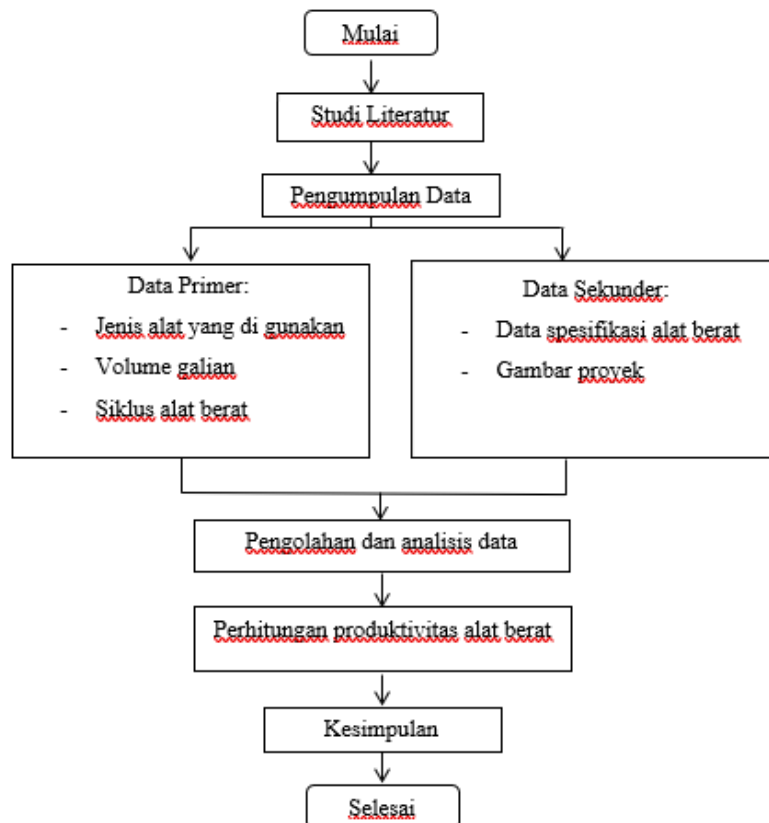 Mulai
Studi Literatur
Pengumpulan Data
Data Primer:
- Jenis alat yang di gunakan
- Volume galian
- Siklus alat berat
Data Sekunder:
- Data spesifikasi alat berat
- Gambar proyek
Pengolahan dan analisis data
Perhitungan produktivitas alat berat
Kesimpulan
Selesai